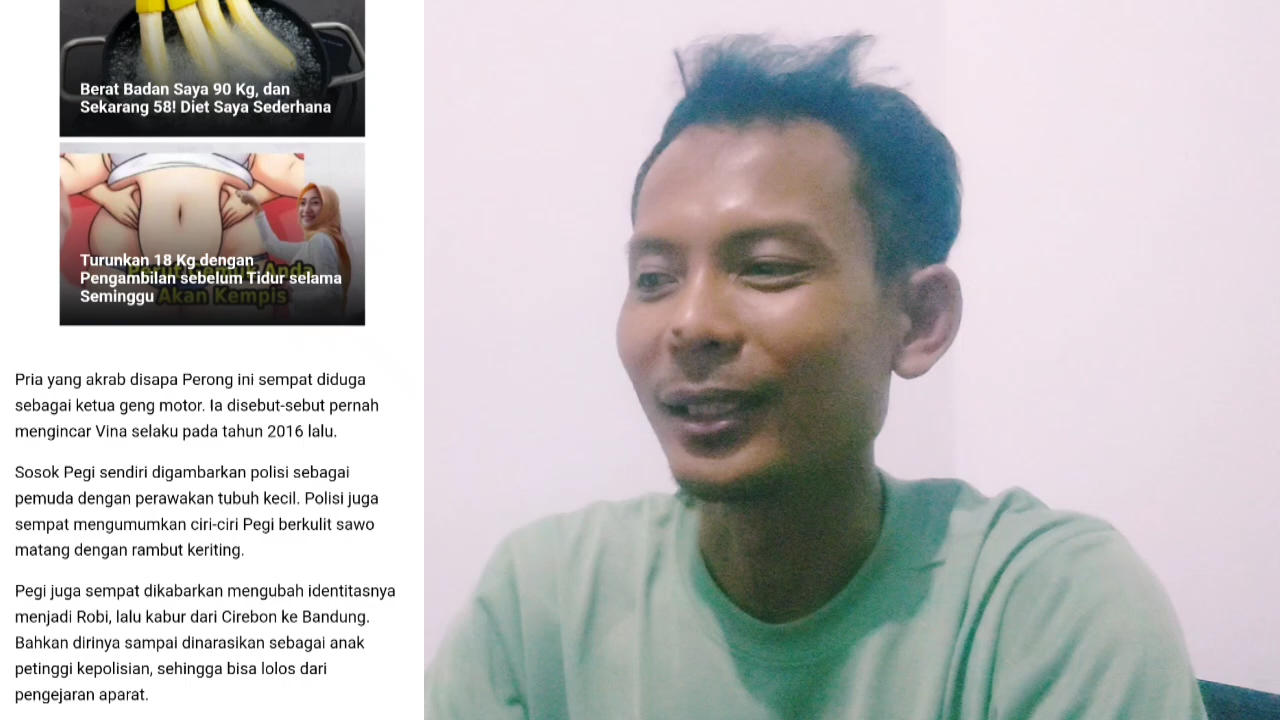 Berat Badan Saya 90 Kg, dan
Sekarang 58! Diet Saya Sederhana
Turunkan 18 Kg dengan
Pengambilan sebelum Tidur selama
Seminggu
Akan Kempis
Pria yang akrab disapa Perong ini sempat diduga
sebagai ketua geng motor. Ia disebut-sebut pernah
mengincar Vina selaku pada tahun 2016 lalu.
Sosok Pegi sendiri digambarkan polisi sebagai
pemuda dengan perawakan tubuh kecil. Polisi juga
sempat mengumumkan ciri-ciri Pegi berkulit sawo
matang dengan rambut keriting.
Pegi juga sempat dikabarkan mengubah identitasnya
menjadi Robi, lalu kabur dari Cirebon ke Bandung.
Bahkan dirinya sampai dinarasikan sebagai anak
petinggi kepolisian, sehingga bisa lolos dari
pengejaran aparat.